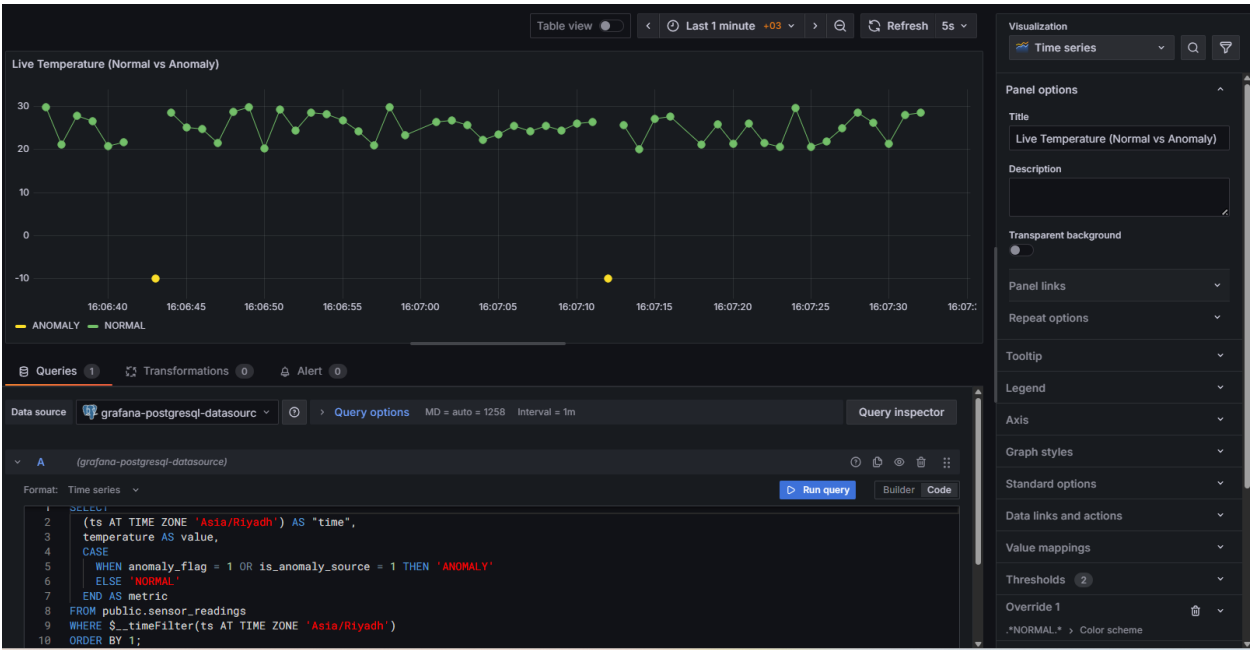 Table view
Last 1 minute +03
Refresh 5s
Live Temperature (Normal vs Anomaly)
30
20
10
0
-10
16:06:40 16:06:45 16:06:50 16:06:55 16:07:00 16:07:05 16:07:10 16:07:15 16:07:20 16:07:25 16:07:30 16:07:
ANOMALY NORMAL
Queries 1 Transformations 0 Alert 0
Data source grafana-postgresql-datasourc Query options MD = auto = 1258 Interval = 1m Query inspector
A (grafana-postgresql-datasource)
Format: Time series Run query Builder Code
1 SELECT
2 (ts AT TIME ZONE 'Asia/Riyadh') AS "time",
3 temperature AS value,
4 CASE
5 WHEN anomaly_flag = 1 OR is_anomaly_source = 1 THEN 'ANOMALY'
6 ELSE 'NORMAL'
7 END AS metric
8 FROM public.sensor_readings
9 WHERE $__timeFilter(ts AT TIME ZONE 'Asia/Riyadh')
10 ORDER BY 1;
Visualization
Time series
Panel options
Title
Live Temperature (Normal vs Anomaly)
Description
Transparent background
Panel links
Repeat options
Tooltip
Legend
Axis
Graph styles
Standard options
Data links and actions
Value mappings
Thresholds 2
Override 1
.*NORMAL.* > Color scheme